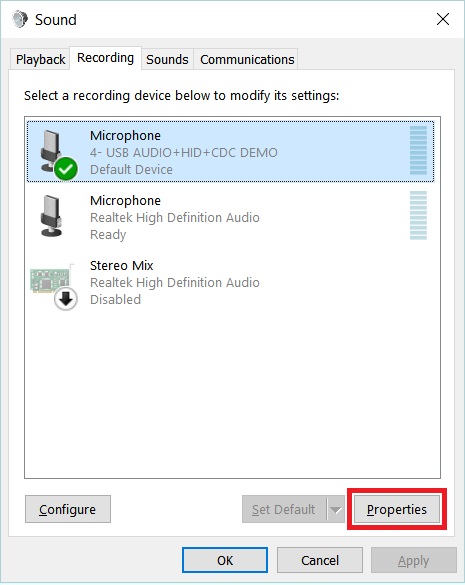 Sound
Playback Recording Sounds Communications
Select a recording device below to modify its settings:
Microphone
4- USB AUDIO+HID+CDC DEMO
Default Device
Microphone
Realtek High Definition Audio
Ready
Stereo Mix
Realtek High Definition Audio
Disabled
Configure Set Default Properties
OK Cancel Apply